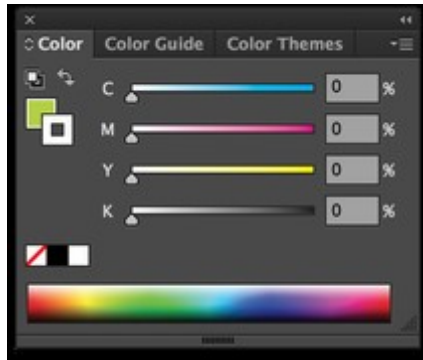 Color Color Guide Color Themes
C 0 %
M 0 %
Y 0 %
K 0 %